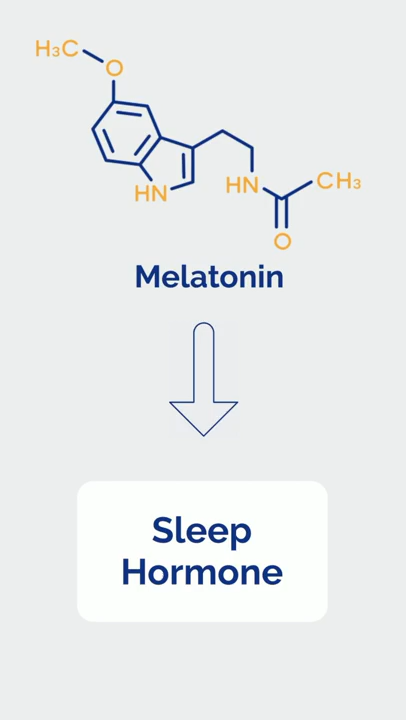 H₃C
O
HN
HN
CH₃
O
Melatonin
Sleep
Hormone